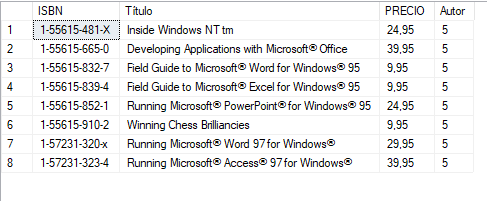 ISBN Título PRECIO Autor
1 1-55615-481-X Inside Windows NT tm 24,95 5
2 1-55615-665-0 Developing Applications with Microsoft® Office 39,95 5
3 1-55615-832-7 Field Guide to Microsoft® Word for Windows® 95 9,95 5
4 1-55615-839-4 Field Guide to Microsoft® Excel for Windows® 95 9,95 5
5 1-55615-852-1 Running Microsoft® PowerPoint® for Windows® 95 24,95 5
6 1-55615-910-2 Winning Chess Brilliancies 9,95 5
7 1-57231-320-x Running Microsoft® Word 97 for Windows® 29,95 5
8 1-57231-323-4 Running Microsoft® Access® 97 for Windows® 39,95 5